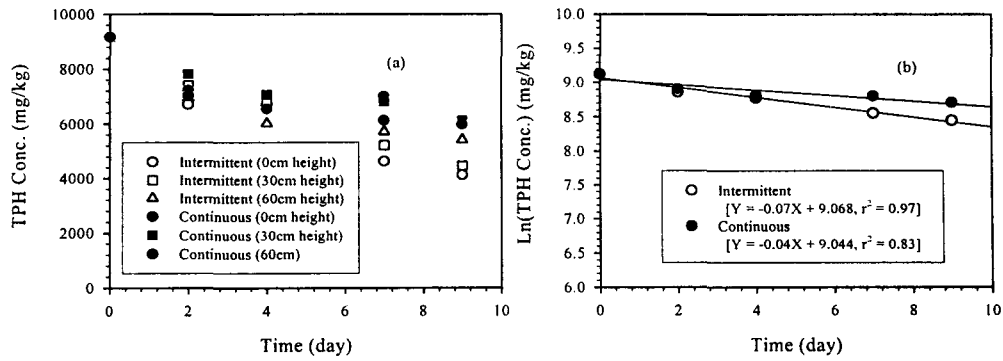 TPH Conc. (mg/kg)
10000
8000
6000
4000
2000
0
(a)
Intermittent (0cm height)
Intermittent (30cm height)
Intermittent (60cm height)
Continuous (0cm height)
Continuous (30cm height)
Continuous (60cm)
0 2 4 6 8 10
Time (day)
Ln(TPH Conc.) (mg/kg)
10.0
9.5
9.0
8.5
8.0
7.5
7.0
6.5
6.0
(b)
Intermittent
[Y = -0.07X + 9.068, r² = 0.97]
Continuous
[Y = -0.04X + 9.044, r² = 0.83]
0 2 4 6 8 10
Time (day)